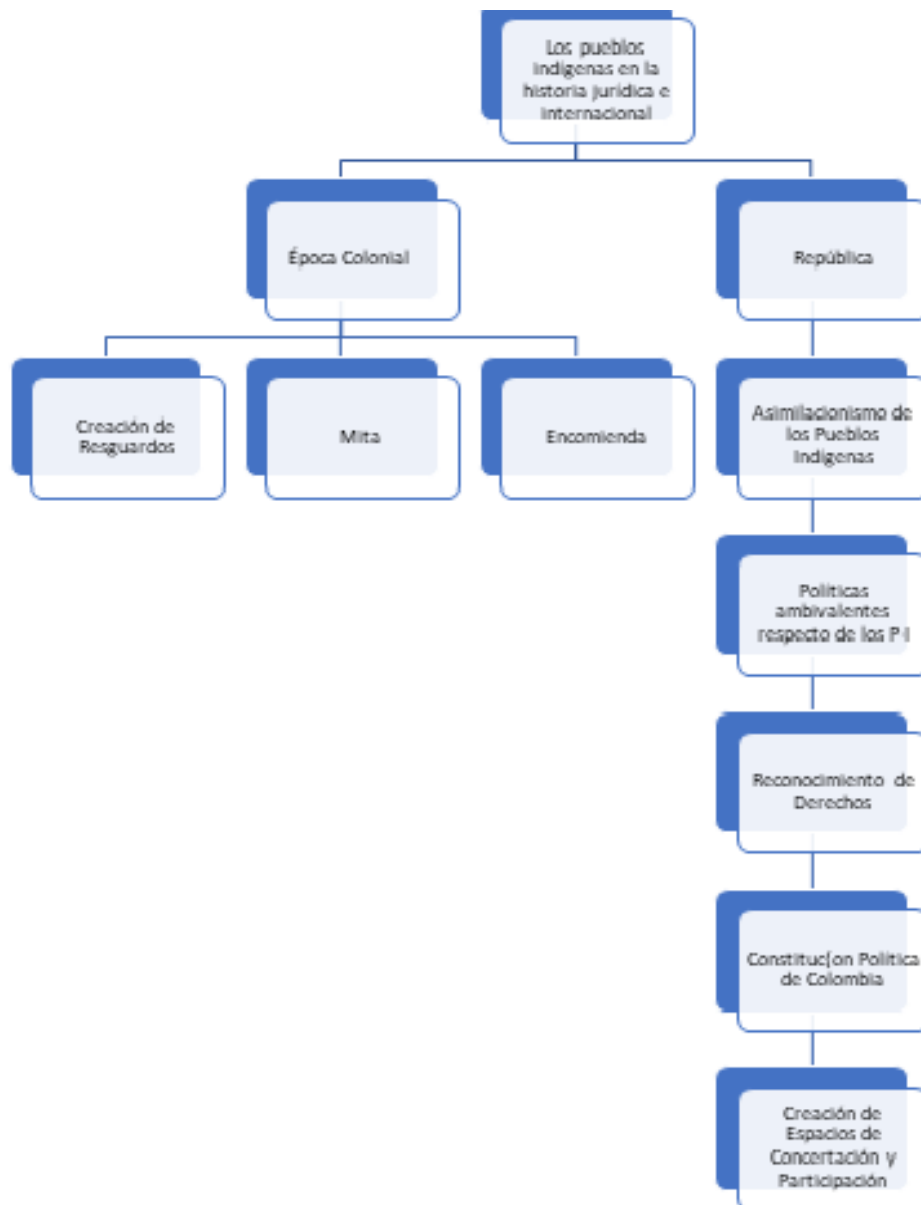 Los pueblos
indígenas en la
historia jurídica e
internacional
Época Colonial
República
Creación de
Resguardos
Mita
Encomienda
Asimilacionismo de
los Pueblos
Indígenas
Políticas
ambivalentes
respecto de los P-I
Reconocimiento de
Derechos
Constituc[on Política
de Colombia
Creación de
Espacios de
Concertación y
Participación